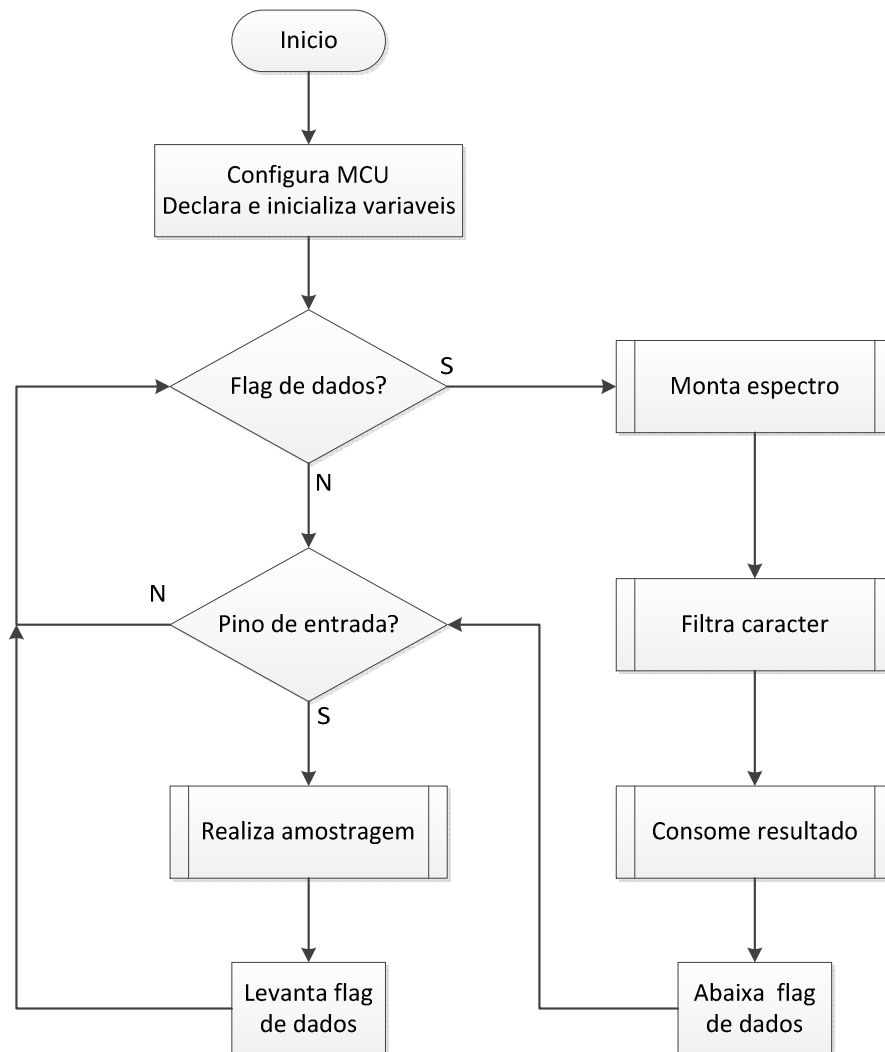 Inicio
Configura MCU
Declara e inicializa variaveis
Flag de dados?
S
Monta espectro
N
Pino de entrada?
N
Filtra caracter
S
Realiza amostragem
Consome resultado
Levanta flag
de dados
Abaixa flag
de dados